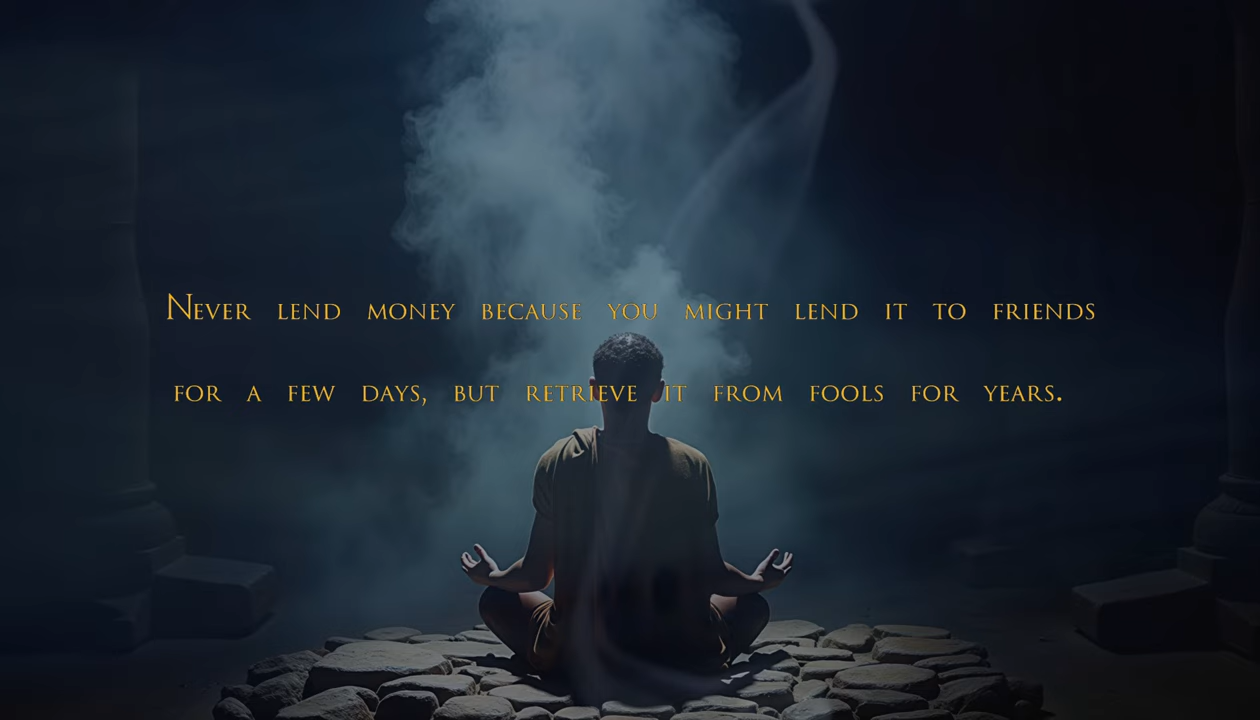 Never lend money because you might lend it to friends
for a few days, but retrieve it from fools for years.